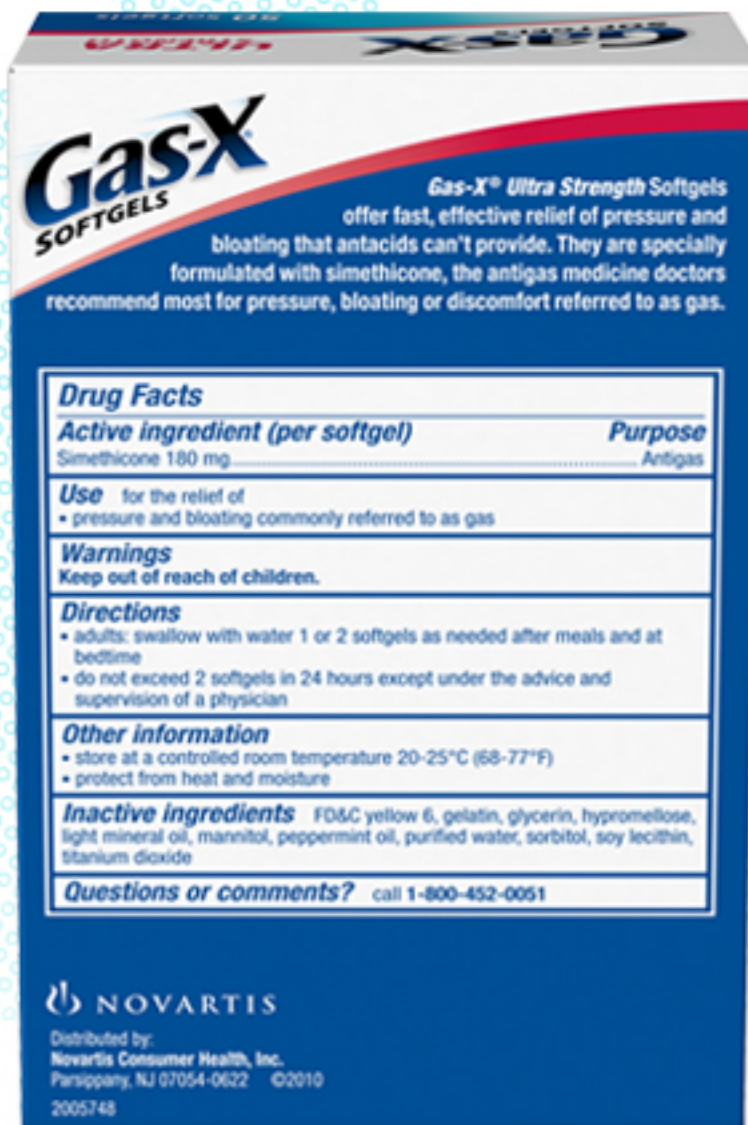 50 softgels
ULTRA
Gas-X
SOFTGELS
Gas-X®
SOFTGELS
Gas-X® Ultra Strength Softgels
offer fast, effective relief of pressure and
bloating that antacids can't provide. They are specially
formulated with simethicone, the antigas medicine doctors
recommend most for pressure, bloating or discomfort referred to as gas.
Drug Facts
Active ingredient (per softgel) Purpose
Simethicone 180 mg.......................................................................... Antigas
Use for the relief of
• pressure and bloating commonly referred to as gas
Warnings
Keep out of reach of children.
Directions
• adults: swallow with water 1 or 2 softgels as needed after meals and at
bedtime
• do not exceed 2 softgels in 24 hours except under the advice and
supervision of a physician
Other information
• store at a controlled room temperature 20-25°C (68-77°F)
• protect from heat and moisture
Inactive ingredients FD&C yellow 6, gelatin, glycerin, hypromellose,
light mineral oil, mannitol, peppermint oil, purified water, sorbitol, soy lecithin,
titanium dioxide
Questions or comments? call 1-800-452-0051
NOVARTIS
Distributed by:
Novartis Consumer Health, Inc.
Parsippany, NJ 07054-0622 ©2010
2005748